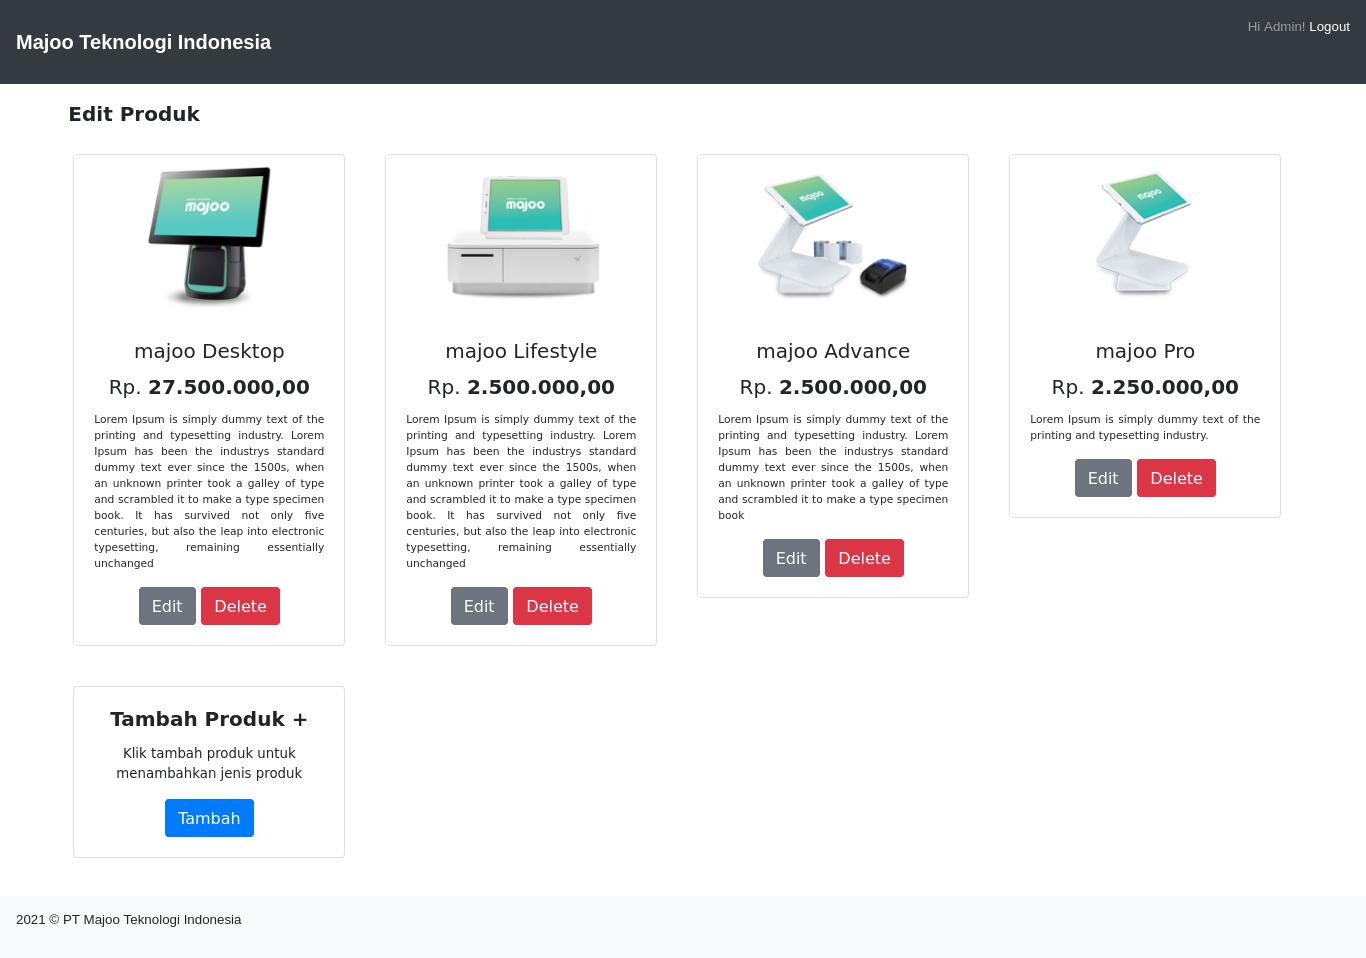 Majoo Teknologi Indonesia
Hi Admin! Logout
Edit Produk
majoo
majoo Desktop
Rp. 27.500.000,00
Lorem Ipsum is simply dummy text of the
printing and typesetting industry. Lorem
Ipsum has been the industrys standard
dummy text ever since the 1500s, when
an unknown printer took a galley of type
and scrambled it to make a type specimen
book. It has survived not only five
centuries, but also the leap into electronic
typesetting, remaining essentially
unchanged
Edit Delete
majoo
majoo Lifestyle
Rp. 2.500.000,00
Lorem Ipsum is simply dummy text of the
printing and typesetting industry. Lorem
Ipsum has been the industrys standard
dummy text ever since the 1500s, when
an unknown printer took a galley of type
and scrambled it to make a type specimen
book. It has survived not only five
centuries, but also the leap into electronic
typesetting, remaining essentially
unchanged
Edit Delete
majoo
majoo Advance
Rp. 2.500.000,00
Lorem Ipsum is simply dummy text of the
printing and typesetting industry. Lorem
Ipsum has been the industrys standard
dummy text ever since the 1500s, when
an unknown printer took a galley of type
and scrambled it to make a type specimen
book
Edit Delete
majoo
majoo Pro
Rp. 2.250.000,00
Lorem Ipsum is simply dummy text of the
printing and typesetting industry.
Edit Delete
Tambah Produk +
Klik tambah produk untuk
menambahkan jenis produk
Tambah
2021 © PT Majoo Teknologi Indonesia